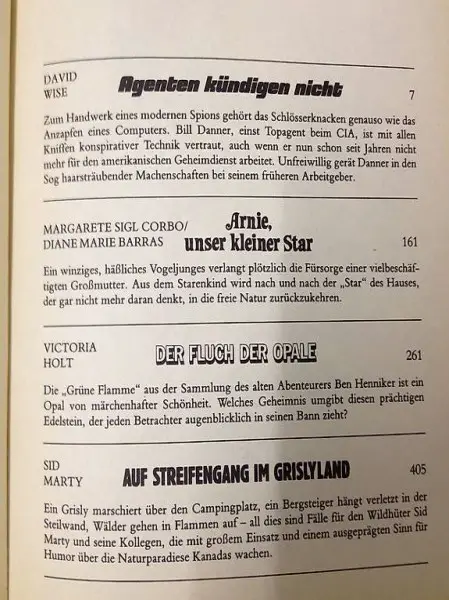 DAVID
WISE
Agenten kündigen nicht
7
Zum Handwerk eines modernen Spions gehört das Schlösserknacken genauso wie das
Anzapfen eines Computers. Bill Danner, einst Topagent beim CIA, ist mit allen
Kniffen konspirativer Technik vertraut, auch wenn er nun schon seit Jahren nicht
mehr für den amerikanischen Geheimdienst arbeitet. Unfreiwillig gerät Danner in den
Sog haarsträubender Machenschaften bei seinem früheren Arbeitgeber.
MARGARETE SIGL CORBO/
DIANE MARIE BARRAS
Arnie,
unser kleiner Star
161
Ein winziges, häßliches Vogeljunges verlangt plötzlich die Fürsorge einer vielbeschäf-
tigten Großmutter. Aus dem Starenkind wird nach und nach der „Star" des Hauses,
der gar nicht mehr daran denkt, in die freie Natur zurückzukehren.
VICTORIA
HOLT
DER FLUCH DER OPALE
261
Die „Grüne Flamme" aus der Sammlung des alten Abenteurers Ben Henniker ist ein
Opal von märchenhafter Schönheit. Welches Geheimnis umgibt diesen prächtigen
Edelstein, der jeden Betrachter augenblicklich in seinen Bann zieht?
SID
MARTY
AUF STREIFENGANG IM GRISLYLAND
405
Ein Grisly marschiert über den Campingplatz, ein Bergsteiger hängt verletzt in der
Steilwand, Wälder gehen in Flammen auf – all dies sind Fälle für den Wildhüter Sid
Marty und seine Kollegen, die mit großem Einsatz und einem ausgeprägten Sinn für
Humor über die Naturparadiese Kanadas wachen.